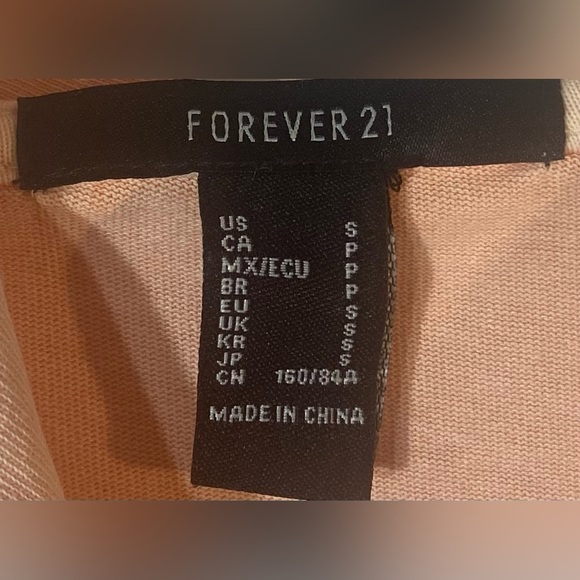 FOREVER 21
US S
CA P
MX/ECU P
BR P
EU S
UK S
KR S
JP S
CN 160/84A
MADE IN CHINA